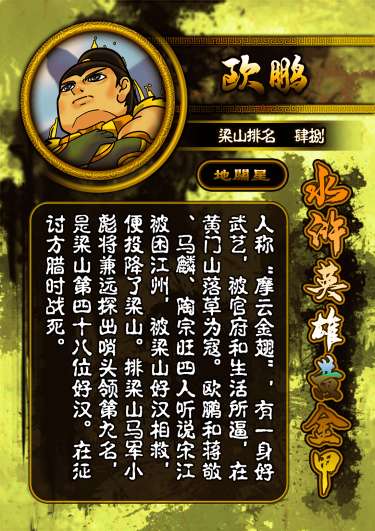 欧鹏
梁山排名 肆捌
地闊星
水浒英雄黄金甲
人称“摩云金翅”，有一身好
武艺，被官府和生活所逼，在
黄门山落草为寇。欧鹏和蒋敬
、马麟、陶宗旺四人听说宋江
被困江州，被梁山好汉相救，
便投降了梁山。排梁山马军小
彪将兼远探出哨头领第九名，
是梁山第四十八位好汉。在征
讨方腊时战死。